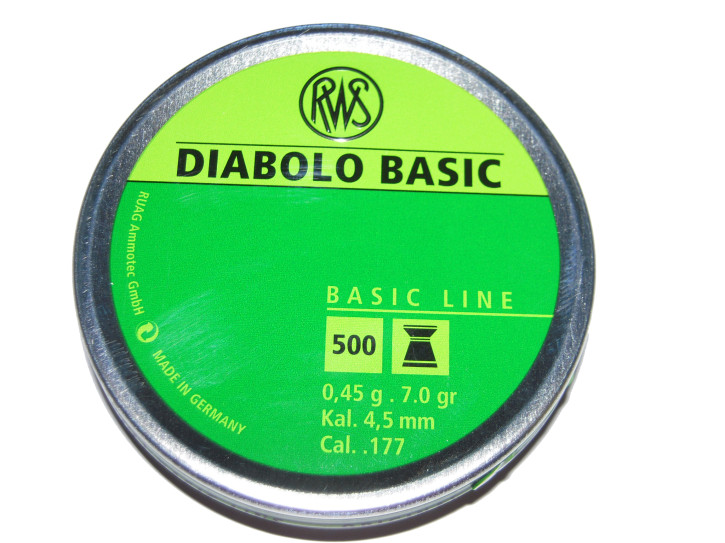 RWS
DIABOLO BASIC
RUAG Ammotec GmbH
MADE IN GERMANY
BASIC LINE
500
0,45 g . 7.0 gr
Kal. 4,5 mm
Cal. .177